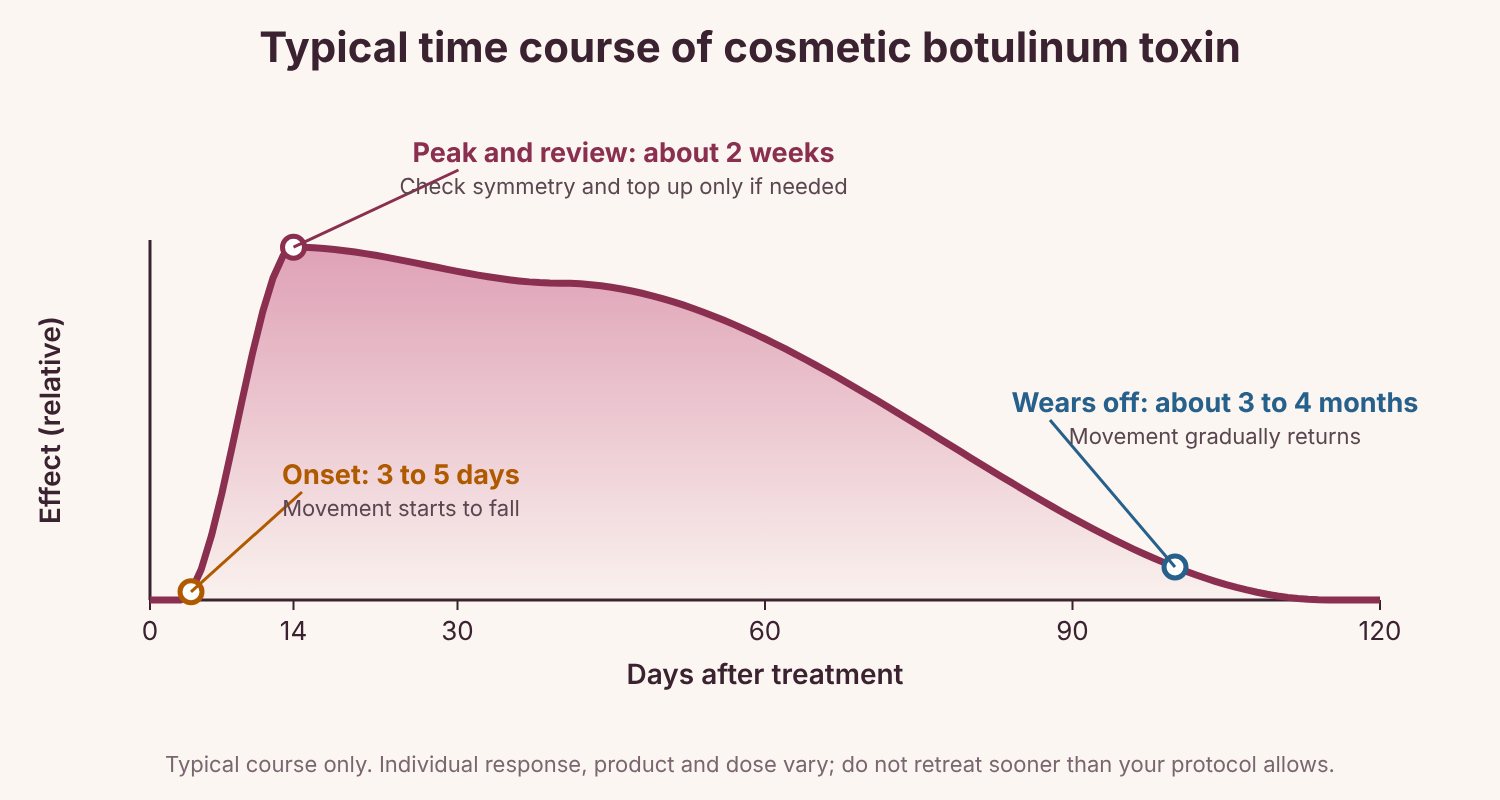 Typical time course of cosmetic botulinum toxin
Peak and review: about 2 weeks
Check symmetry and top up only if needed
Wears off: about 3 to 4 months
Movement gradually returns
Onset: 3 to 5 days
Movement starts to fall
Effect (relative)
0 14 30 60 90 120
Days after treatment
Typical course only. Individual response, product and dose vary; do not retreat sooner than your protocol allows.